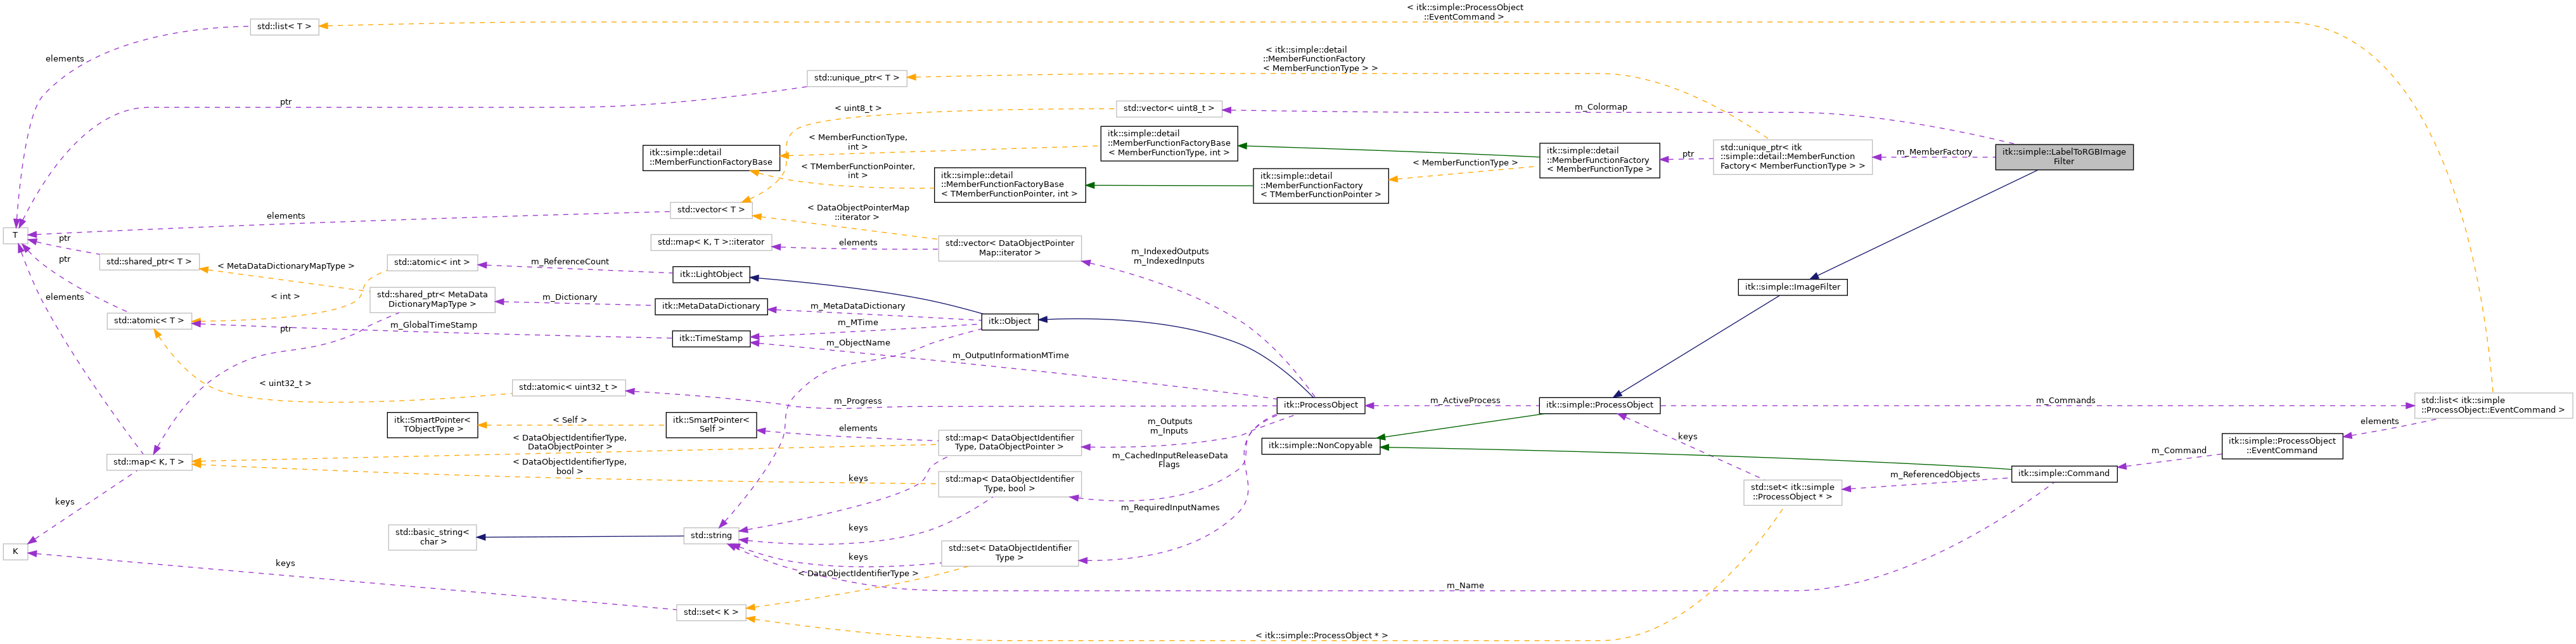 std::list< T >
< itk::simple::ProcessObject
::EventCommand >
elements
std::unique_ptr< T >
< itk::simple::detail
::MemberFunctionFactory
< MemberFunctionType > >
ptr
< uint8_t >
std::vector< uint8_t >
m_Colormap
itk::simple::detail
::MemberFunctionFactoryBase
< MemberFunctionType,
int >
itk::simple::detail
::MemberFunctionFactoryBase
< MemberFunctionType, int >
< TMemberFunctionPointer,
int >
itk::simple::detail
::MemberFunctionFactoryBase
< TMemberFunctionPointer, int >
itk::simple::detail
::MemberFunctionFactory
< TMemberFunctionPointer >
< MemberFunctionType >
itk::simple::detail
::MemberFunctionFactory
< MemberFunctionType >
ptr
std::unique_ptr< itk
::simple::detail::MemberFunction
Factory< MemberFunctionType > >
m_MemberFactory
itk::simple::LabelToRGBImage
Filter
std::vector< T >
elements
< DataObjectPointerMap
::iterator >
T
ptr
std::shared_ptr< T >
< MetaDataDictionaryMapType >
std::map< K, T >::iterator
elements
std::vector< DataObjectPointer
Map::iterator >
m_IndexedOutputs
m_IndexedInputs
ptr
std::atomic< int >
m_ReferenceCount
itk::LightObject
elements
< int >
std::shared_ptr< MetaData
DictionaryMapType >
m_Dictionary
itk::MetaDataDictionary
m_MetaDataDictionary
itk::simple::ImageFilter
std::atomic< T >
ptr
m_GlobalTimeStamp
itk::TimeStamp
m_MTime
m_ObjectName
itk::Object
m_OutputInformationMTime
< uint32_t >
std::atomic< uint32_t >
m_Progress
itk::ProcessObject
m_ActiveProcess
itk::simple::ProcessObject
m_Commands
std::list< itk::simple
::ProcessObject::EventCommand >
itk::SmartPointer<
TObjectType >
< Self >
itk::SmartPointer<
Self >
elements
std::map< DataObjectIdentifier
Type, DataObjectPointer >
m_Outputs
m_Inputs
itk::simple::NonCopyable
keys
elements
itk::simple::ProcessObject
::EventCommand
m_Command
< DataObjectIdentifierType,
DataObjectPointer >
std::map< K, T >
< DataObjectIdentifierType,
bool >
keys
std::map< DataObjectIdentifier
Type, bool >
m_CachedInputReleaseData
Flags
std::set< itk::simple
::ProcessObject * >
m_ReferencedObjects
itk::simple::Command
keys
m_RequiredInputNames
std::basic_string<
char >
std::string
keys
K
keys
std::set< DataObjectIdentifier
Type >
keys
< DataObjectIdentifierType >
m_Name
std::set< K >
< itk::simple::ProcessObject * >